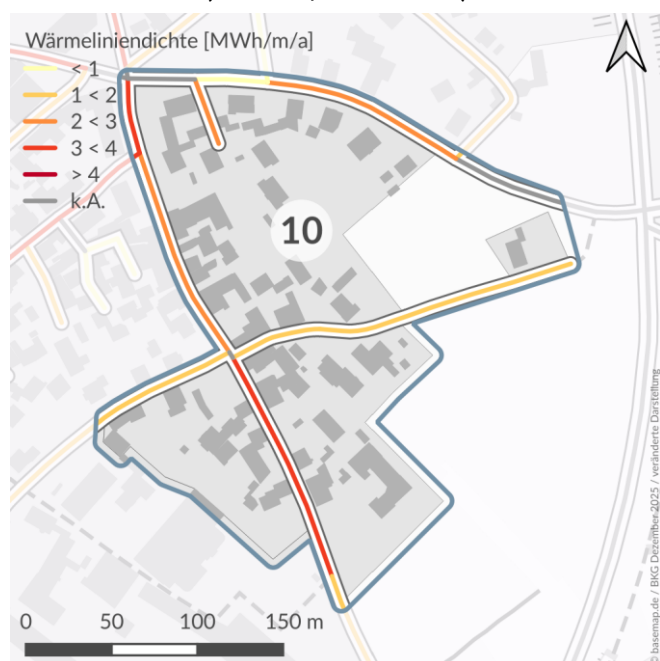 Wärmeliniendichte [MWh/m/a]
< 1
1 < 2
2 < 3
3 < 4
> 4
k.A.
10
0 50 100 150 m
© basemap.de / BKG Dezember 2025 / veränderte Darstellung